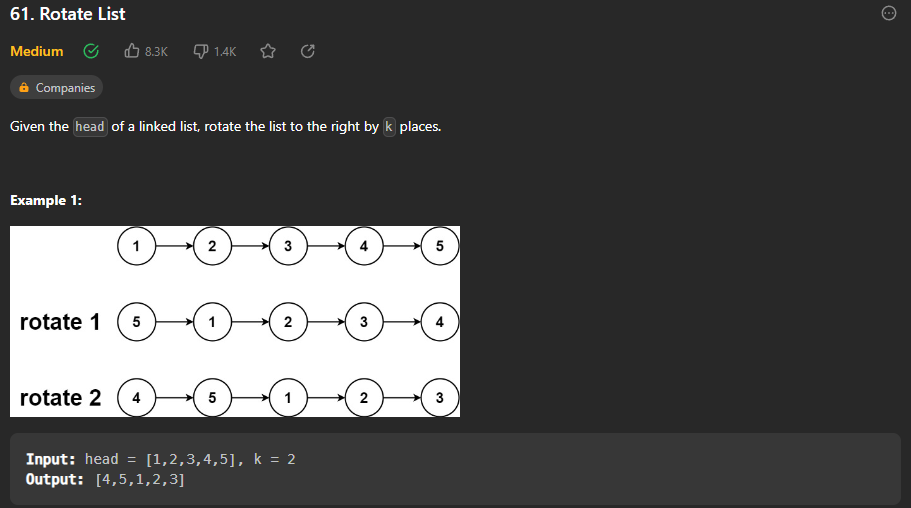 61. Rotate List
Medium 8.3K 1.4K
Companies
Given the head of a linked list, rotate the list to the right by k places.
Example 1:
1 2 3 4 5
rotate 1 5 1 2 3 4
rotate 2 4 5 1 2 3
Input: head = [1,2,3,4,5], k = 2
Output: [4,5,1,2,3]